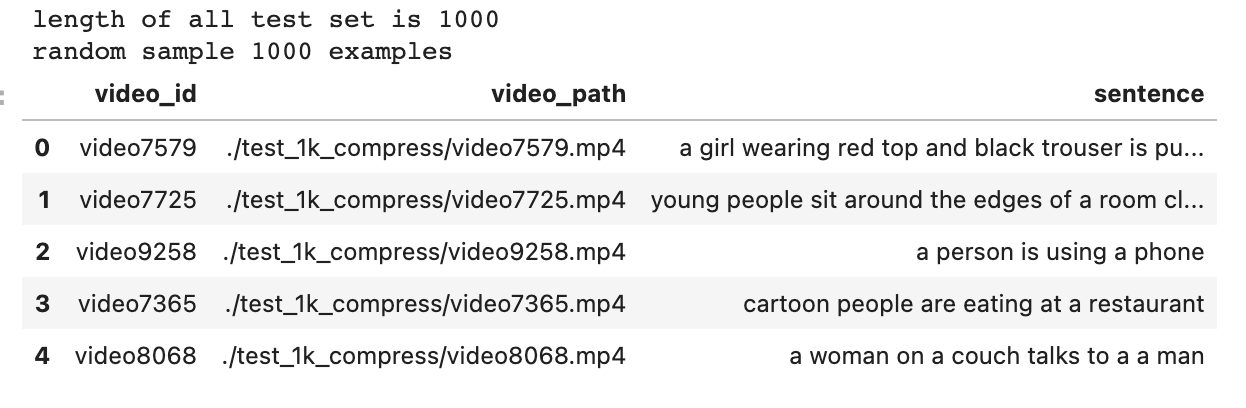 length of all test set is 1000
random sample 1000 examples
video_id video_path sentence
0 video7579 ./test_1k_compress/video7579.mp4 a girl wearing red top and black trouser is pu...
1 video7725 ./test_1k_compress/video7725.mp4 young people sit around the edges of a room cl...
2 video9258 ./test_1k_compress/video9258.mp4 a person is using a phone
3 video7365 ./test_1k_compress/video7365.mp4 cartoon people are eating at a restaurant
4 video8068 ./test_1k_compress/video8068.mp4 a woman on a couch talks to a a man